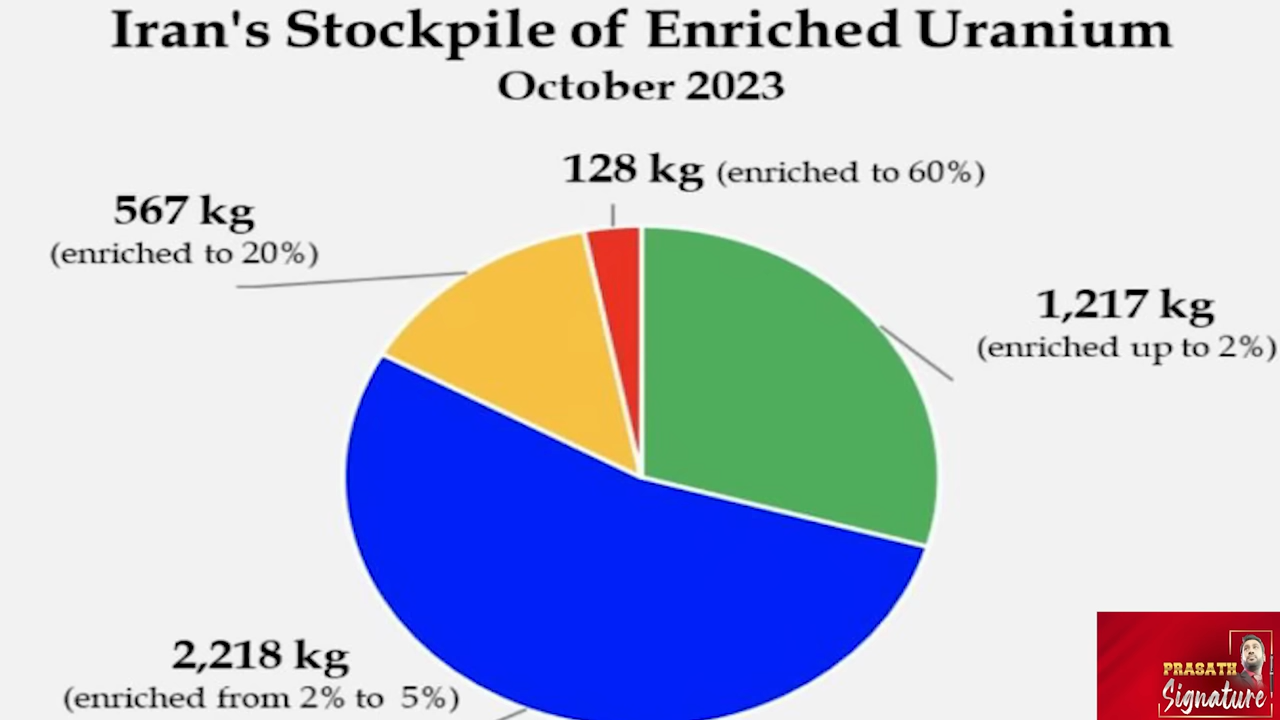 Iran's Stockpile of Enriched Uranium
October 2023
128 kg (enriched to 60%)
567 kg
(enriched to 20%)
1,217 kg
(enriched up to 2%)
2,218 kg
(enriched from 2% to 5%)
PRASATH
Signature